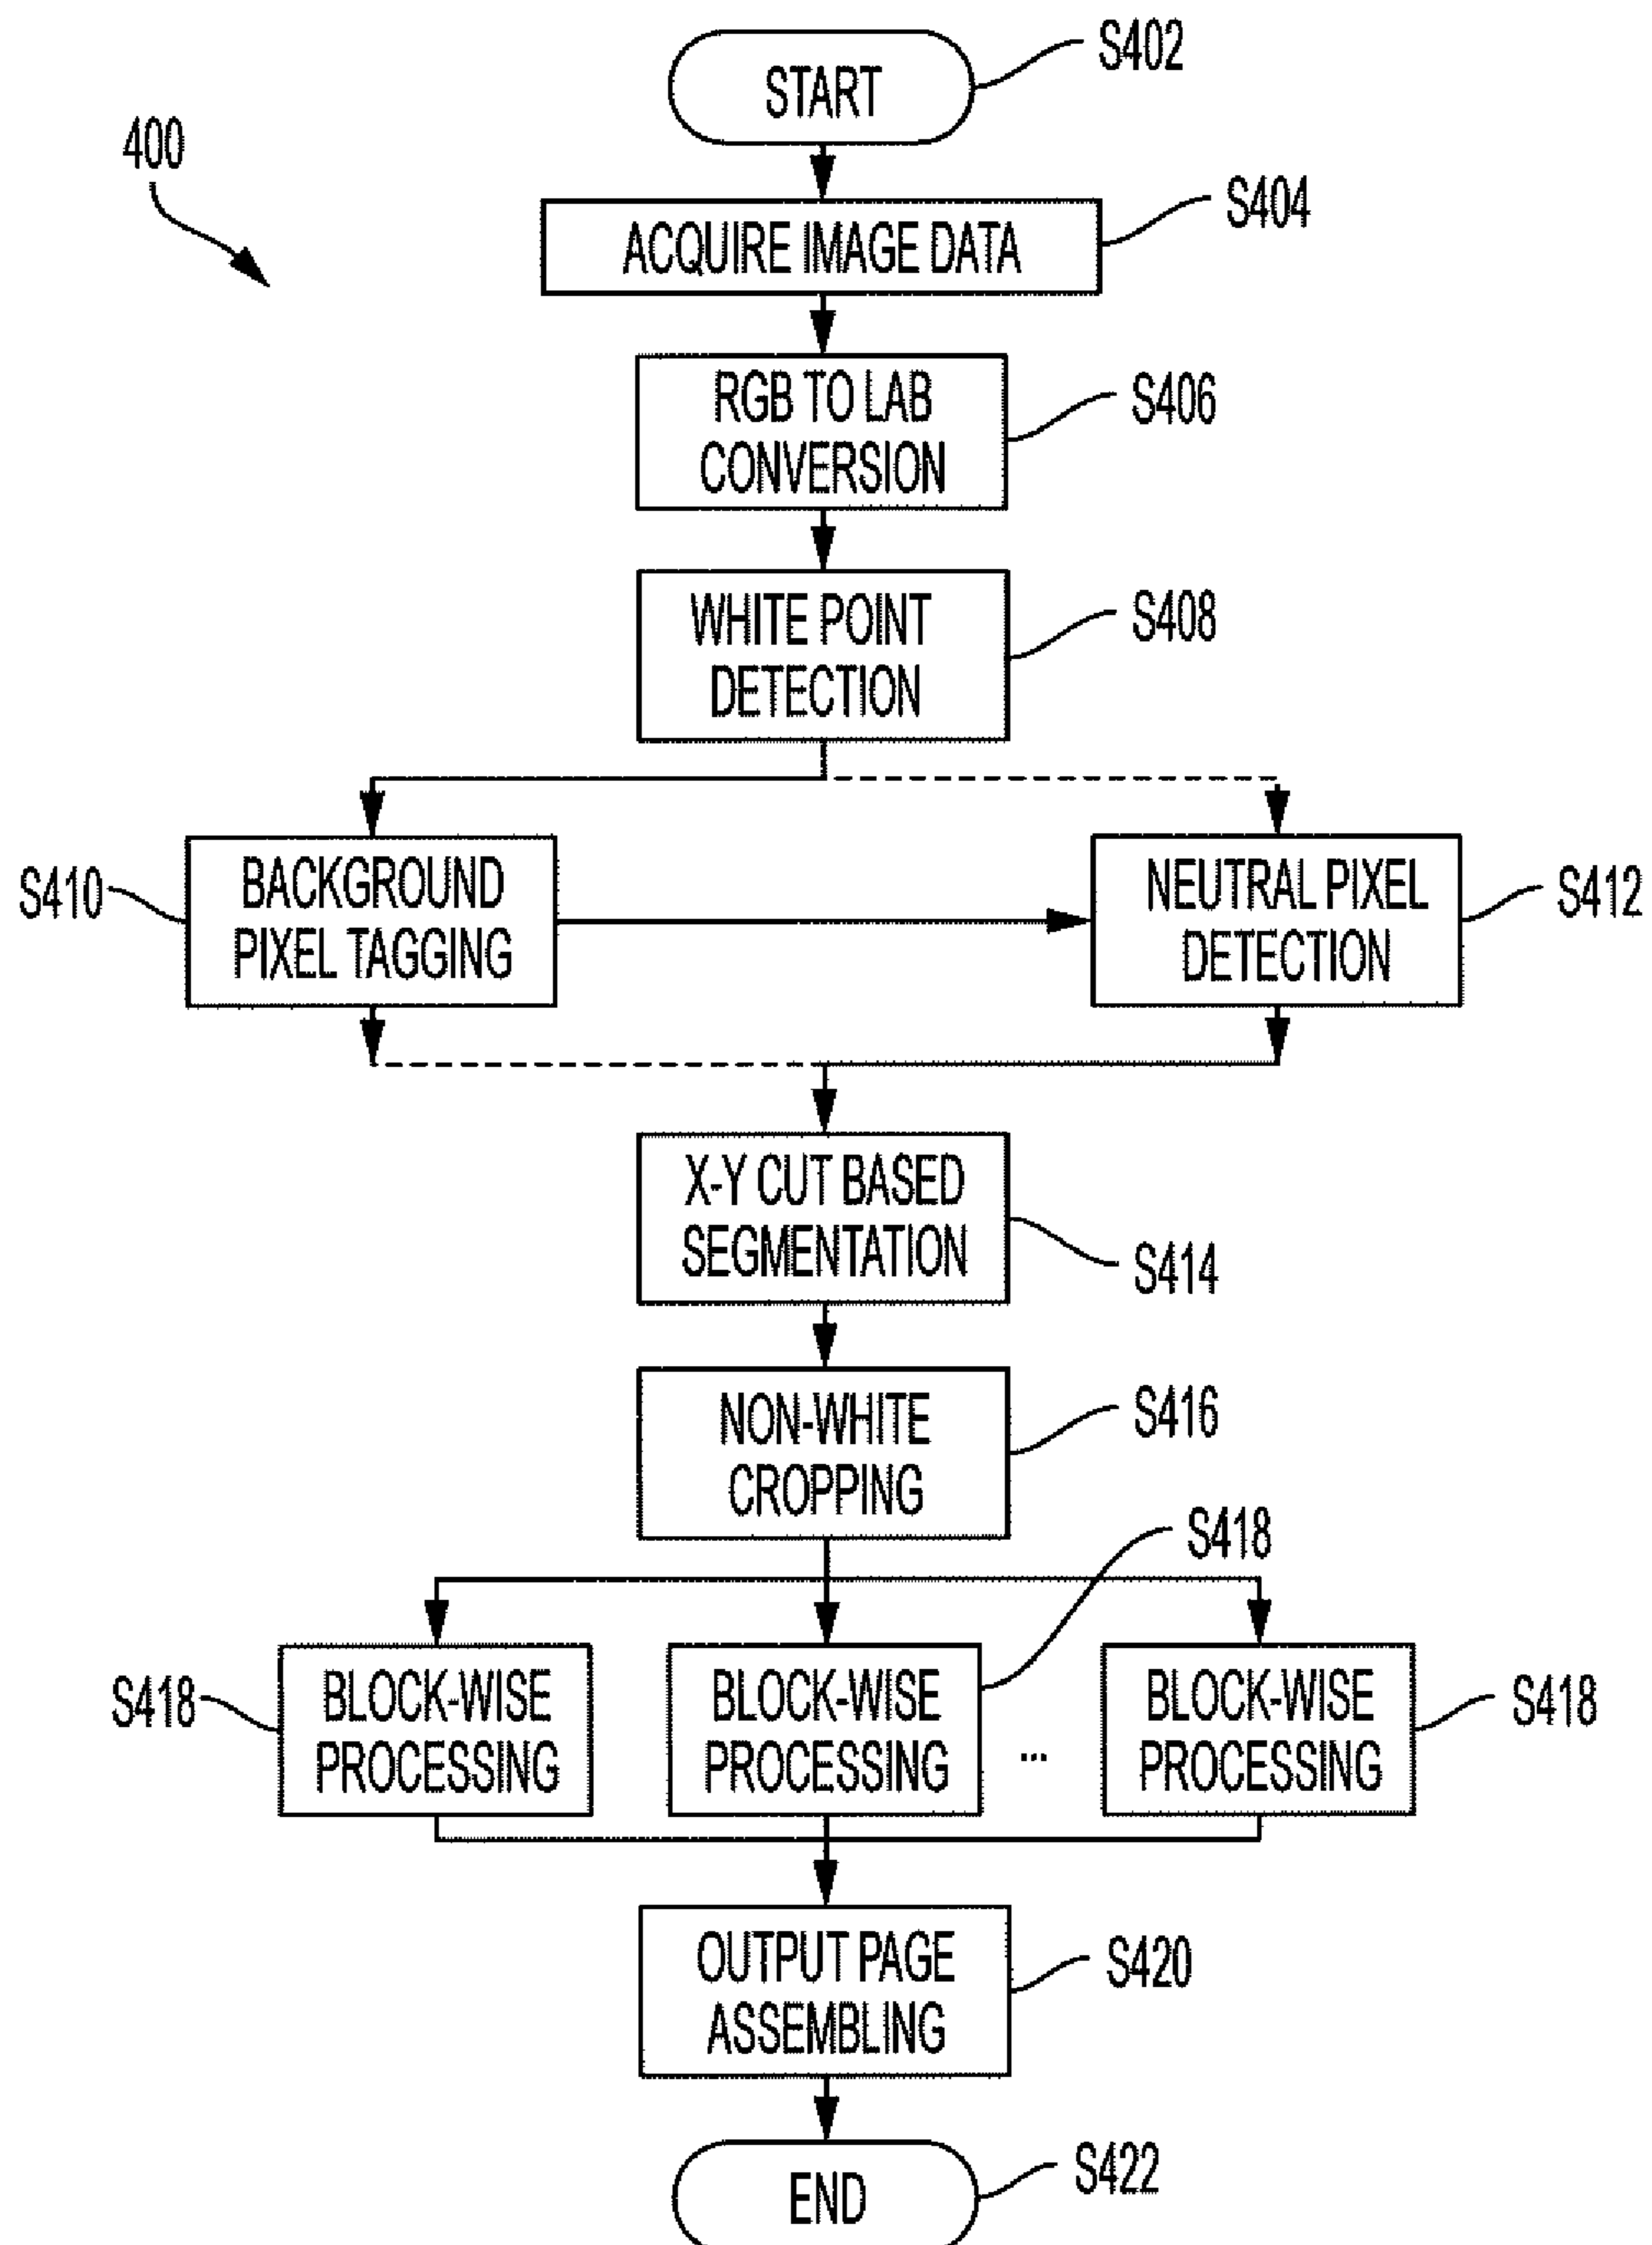 START
S402
400
ACQUIRE IMAGE DATA
S404
RGB TO LAB
CONVERSION
S406
WHITE POINT
DETECTION
S408
S410
BACKGROUND
PIXEL TAGGING
NEUTRAL PIXEL
DETECTION
S412
X-Y CUT BASED
SEGMENTATION
S414
NON-WHITE
CROPPING
S416
S418
S418
BLOCK-WISE
PROCESSING
BLOCK-WISE
PROCESSING
...
BLOCK-WISE
PROCESSING
S418
OUTPUT PAGE
ASSEMBLING
S420
END
S422